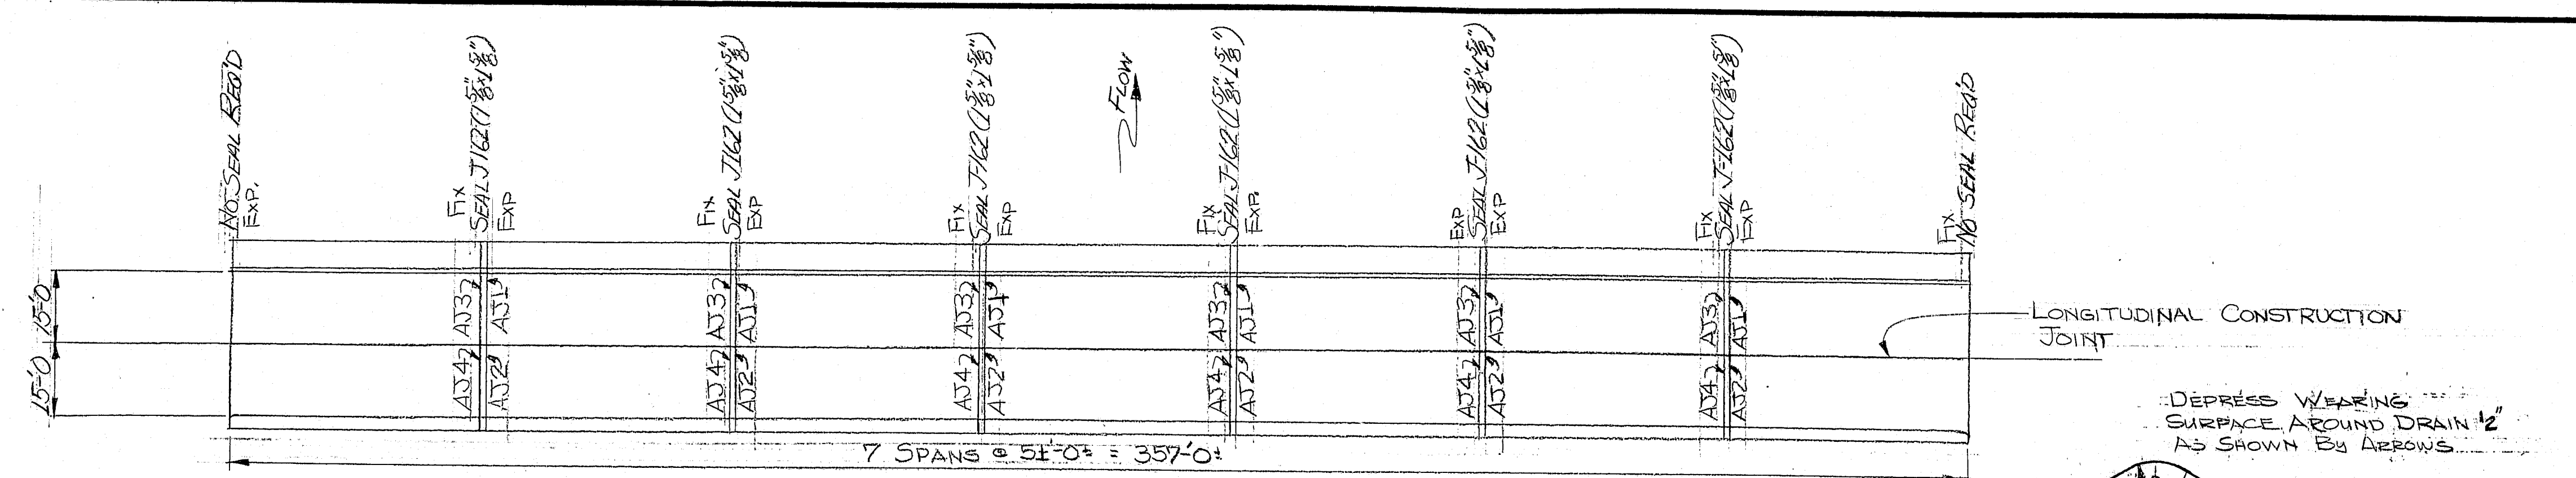 NO SEAL REQ'D
EXP.
FIX
SEAL J162 (1 5/8" x 1 5/8")
EXP
FIX
SEAL J162 (1 5/8" x 1 5/8")
EXP
FIX
SEAL J-162 (1 5/8" x 1 5/8")
EXP
FLOW
FIX
SEAL J-162 (1 5/8" x 1 5/8")
EXP.
EXP
SEAL J-162 (1 5/8" x 1 5/8")
EXP
FIX
SEAL J-162 (1 5/8" x 1 5/8")
EXP
FIX
NO SEAL REQ'D
15'-0
15'-0
AJ3 AJ1
AJ4 AJ2
AJ3 AJ1
AJ4 AJ2
AJ3 AJ1
AJ4 AJ2
AJ3 AJ1
AJ4 AJ2
AJ3 AJ1
AJ4 AJ2
AJ3 AJ1
AJ4 AJ2
LONGITUDINAL CONSTRUCTION
JOINT
7 SPANS @ 51'-0± = 357'-0±
DEPRESS WEARING
SURFACE AROUND DRAIN 1/2"
AS SHOWN BY ARROWS